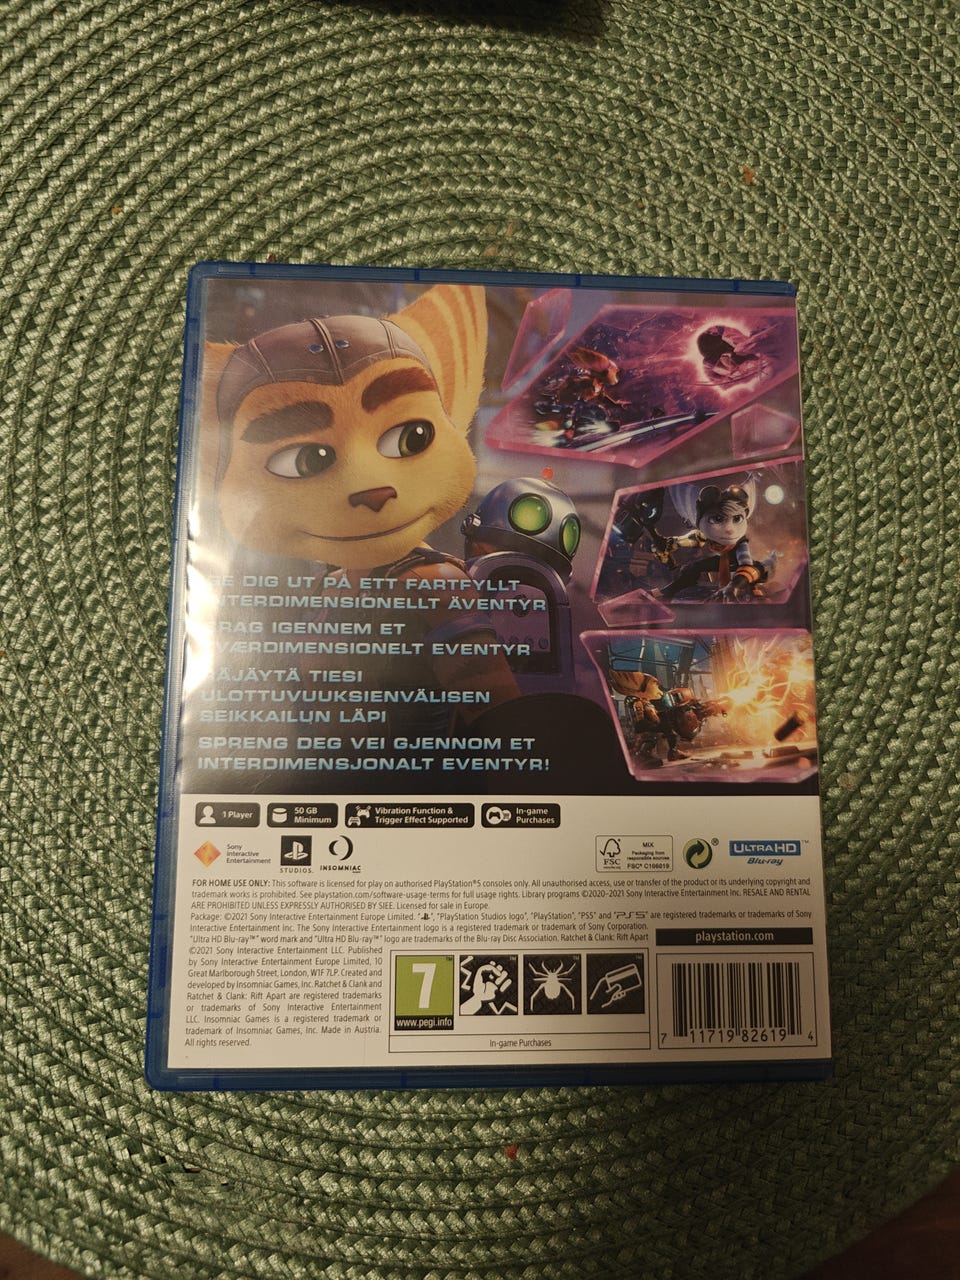 GE DIG UT PÅ ETT FARTFYLLT
INTERDIMENSIONELLT ÄVENTYR
DRAG IGENNEM ET
TVÆRDIMENSIONELT EVENTYR
RÄJÄYTÄ TIESI
ULOTTUVUUKSIENVÄLISEN
SEIKKAILUN LÄPI
SPRENG DEG VEI GJENNOM ET
INTERDIMENSJONALT EVENTYR!
1 Player
50 GB
Minimum
Vibration Function &
Trigger Effect Supported
In-game
Purchases
Sony
Interactive
Entertainment
STUDIOS
INSOMNIAC
FSC
MIX
Packaging from
responsible sources
FSC® C166019
ULTRA HD™
Blu-ray
FOR HOME USE ONLY: This software is licensed for play on authorised PlayStation®5 consoles only. All unauthorised access, use or transfer of the product or its underlying copyright and
trademark works is prohibited. See playstation.com/software-usage-terms for full usage rights. Library programs ©2020-2021 Sony Interactive Entertainment Inc. RESALE AND RENTAL
ARE PROHIBITED UNLESS EXPRESSLY AUTHORISED BY SIEE. Licensed for sale in Europe.
Package: ©2021 Sony Interactive Entertainment Europe Limited. " ", "PlayStation Studios logo", "PlayStation", "PS5" and "PS5" are registered trademarks or trademarks of Sony
Interactive Entertainment Inc. The Sony Interactive Entertainment logo is a registered trademark or trademark of Sony Corporation.
"Ultra HD Blu-ray™" word mark and "Ultra HD Blu-ray™" logo are trademarks of the Blu-ray Disc Association. Ratchet & Clank: Rift Apart
©2021 Sony Interactive Entertainment LLC. Published
by Sony Interactive Entertainment Europe Limited, 10
Great Marlborough Street, London, W1F 7LP. Created and
developed by Insomniac Games, Inc. Ratchet & Clank and
Ratchet & Clank: Rift Apart are registered trademarks
or trademarks of Sony Interactive Entertainment
LLC. Insomniac Games is a registered trademark or
trademark of Insomniac Games, Inc. Made in Austria.
All rights reserved.
7
www.pegi.info
In-game Purchases
playstation.com
7 11719 82619 4